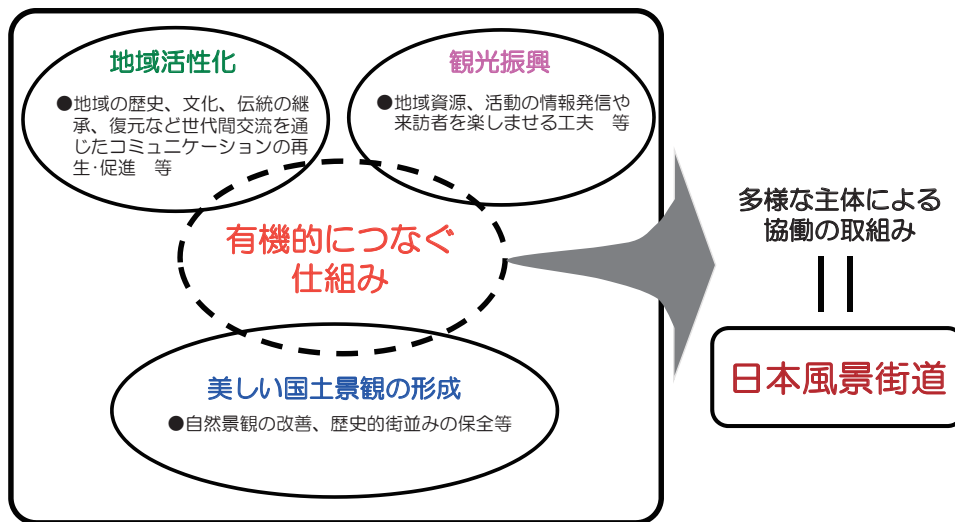 地域活性化
●地域の歴史、文化、伝統の継
承、復元など世代間交流を通
じたコミュニケーションの再
生・促進　等
観光振興
●地域資源、活動の情報発信や
来訪者を楽しませる工夫　等
有機的につなぐ
仕組み
美しい国土景観の形成
●自然景観の改善、歴史的街並みの保全等
多様な主体による
協働の取組み
日本風景街道